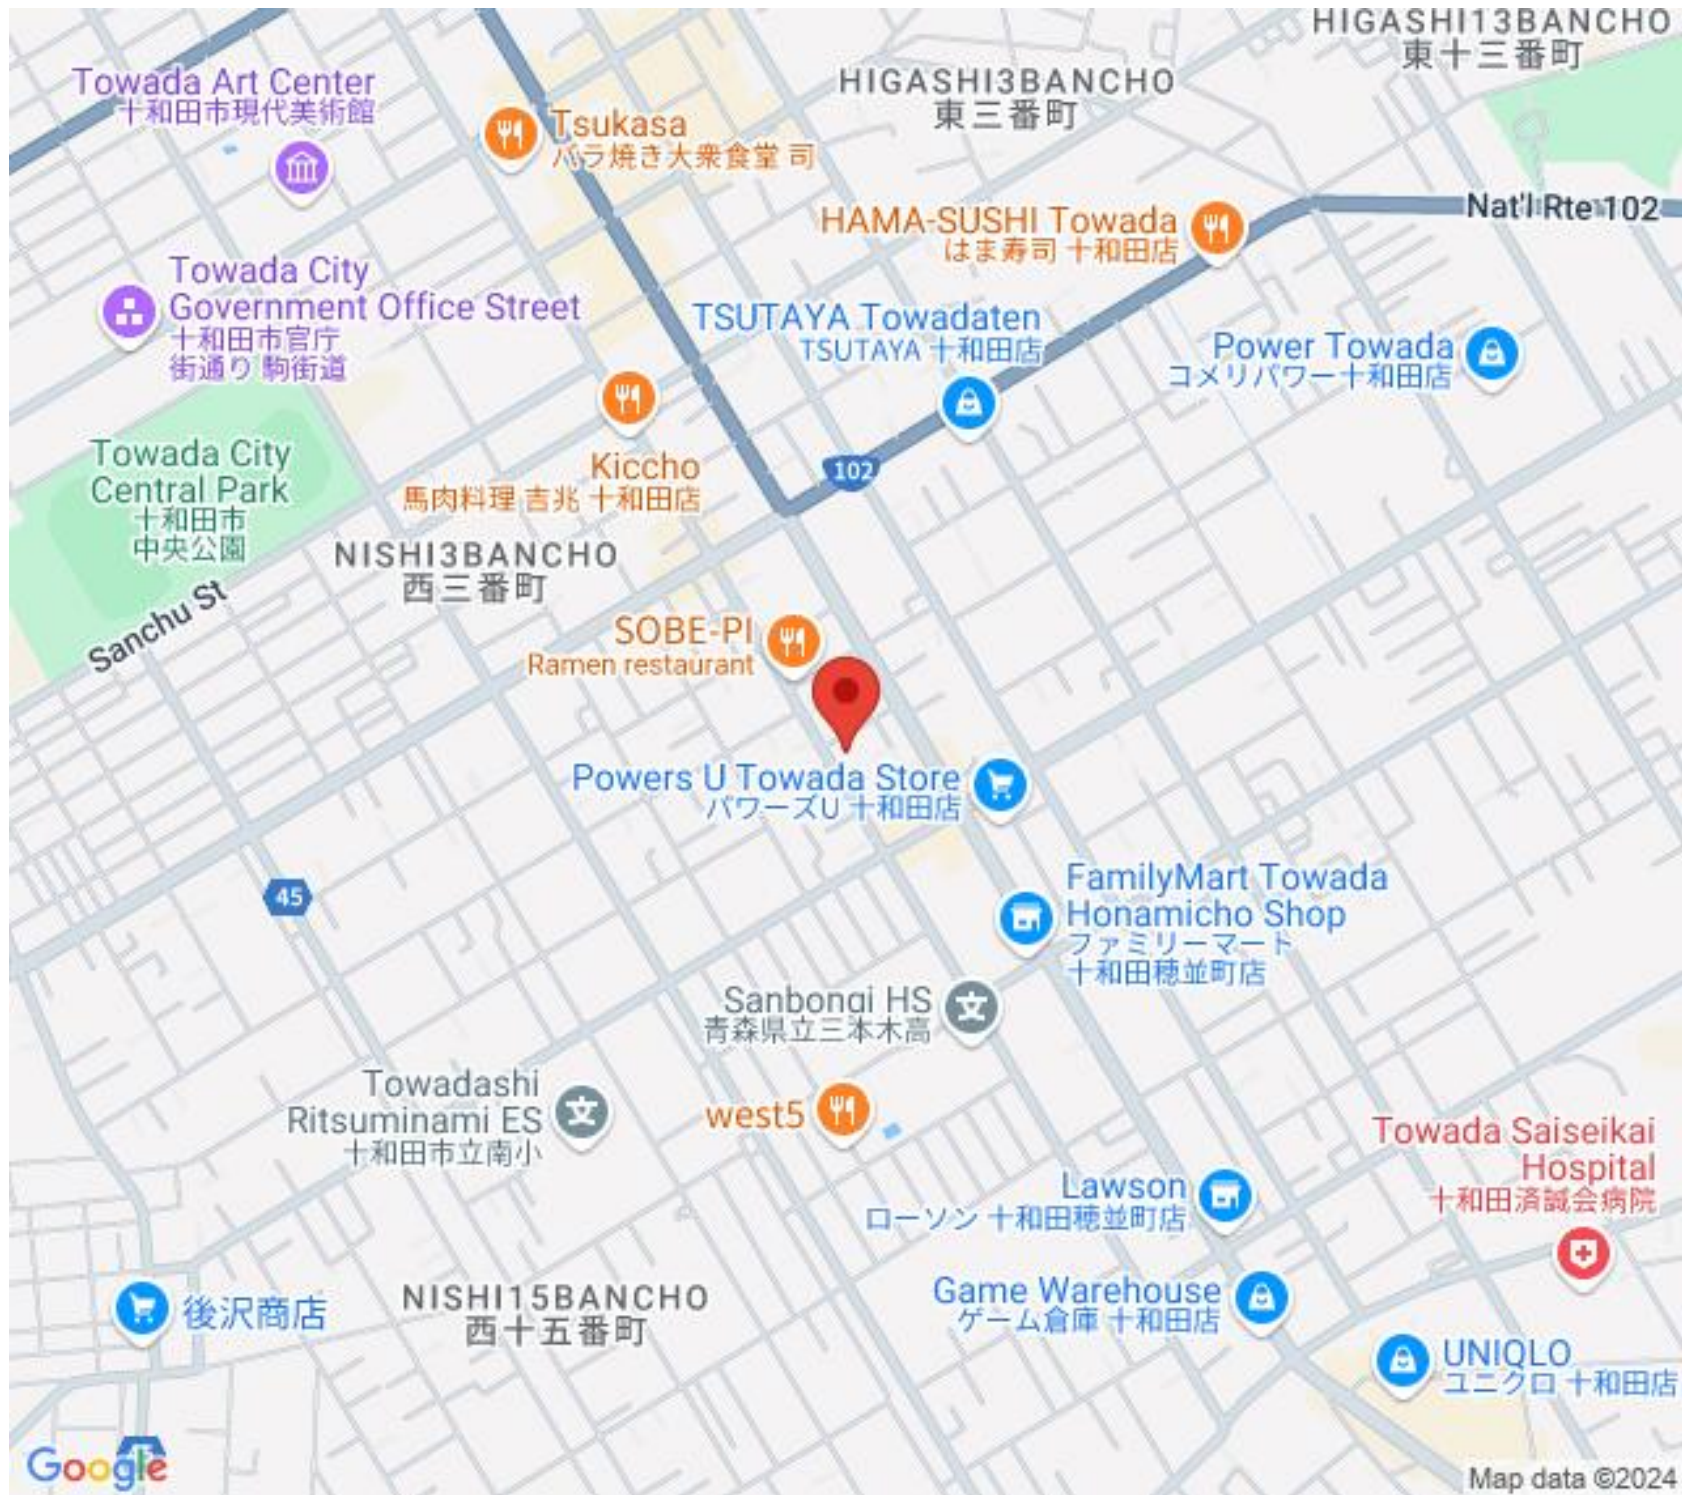 HIGASHI13BANCHO
東十三番町
Towada Art Center
十和田市現代美術館
HIGASHI3BANCHO
東三番町
Tsukasa
バラ焼き大衆食堂 司
Nat'l Rte 102
HAMA-SUSHI Towada
はま寿司 十和田店
Towada City
Government Office Street
十和田市官庁
街通り 駒街道
TSUTAYA Towadaten
TSUTAYA 十和田店
Power Towada
コメリパワー十和田店
Towada City
Central Park
十和田市
中央公園
Kiccho
馬肉料理 吉兆 十和田店
102
NISHI3BANCHO
西三番町
Sanchu St
SOBE-PI
Ramen restaurant
Powers U Towada Store
パワーズU 十和田店
45
FamilyMart Towada
Honamicho Shop
ファミリーマート
十和田穂並町店
Sanbongi HS
青森県立三本木高
Towadashi
Ritsuminami ES
十和田市立南小
west5
Towada Saiseikai
Hospital
十和田済誠会病院
Lawson
ローソン 十和田穂並町店
Game Warehouse
ゲーム倉庫 十和田店
NISHI15BANCHO
西十五番町
後沢商店
UNIQLO
ユニクロ 十和田店
Google
Map data ©2024